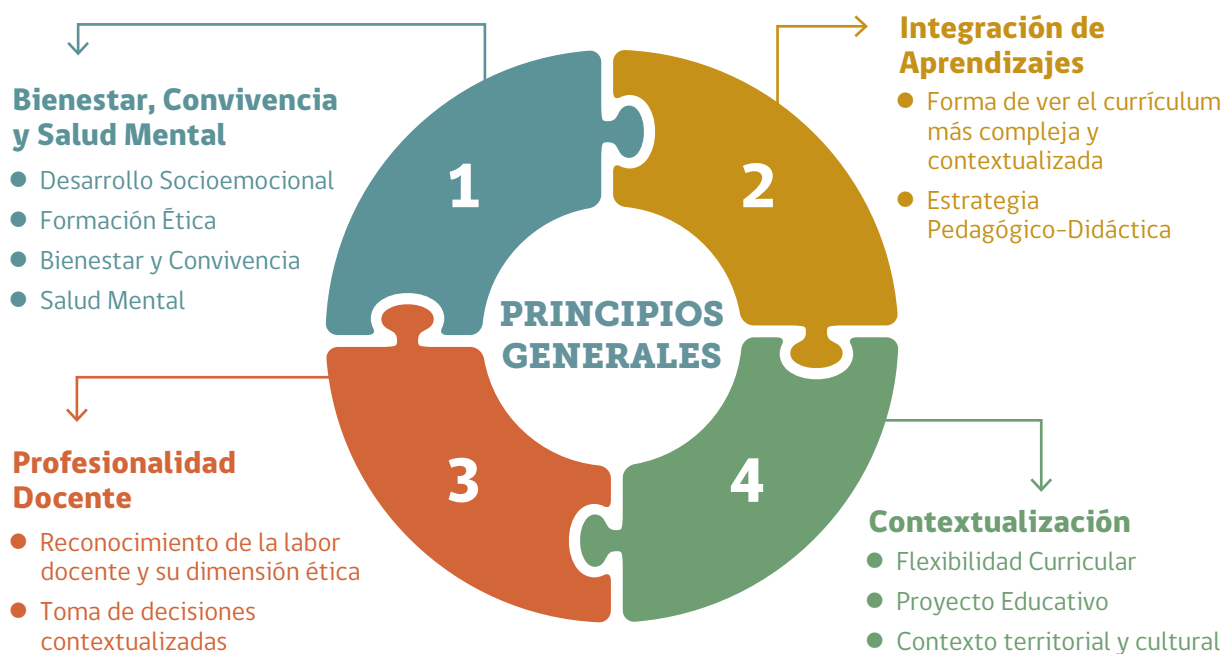 Bienestar, Convivencia
y Salud Mental
● Desarrollo Socioemocional
● Formación Ética
● Bienestar y Convivencia
● Salud Mental
1
Integración de
Aprendizajes
● Forma de ver el currículum
más compleja y
contextualizada
● Estrategia
Pedagógico-Didáctica
2
PRINCIPIOS
GENERALES
Profesionalidad
Docente
● Reconocimiento de la labor
docente y su dimensión ética
● Toma de decisiones
contextualizadas
3
Contextualización
● Flexibilidad Curricular
● Proyecto Educativo
● Contexto territorial y cultural
4